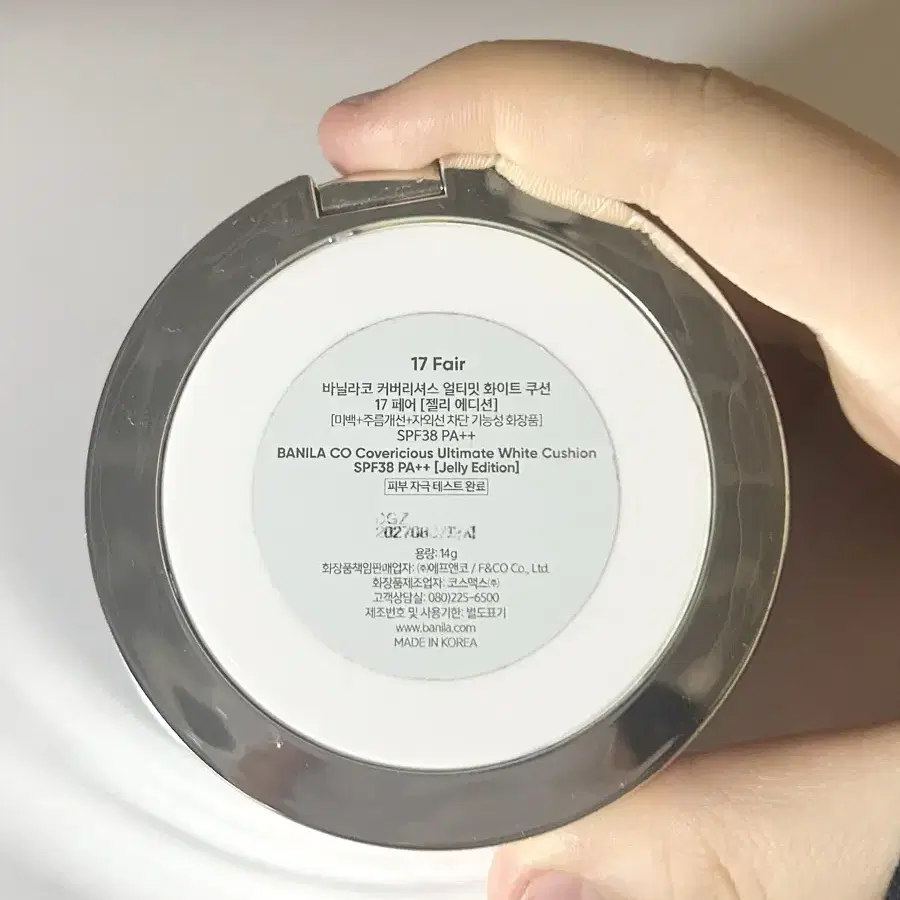 17 Fair
바닐라코 커버리셔스 얼티밋 화이트 쿠션
17 페어 [젤리 에디션]
[미백+주름개선+자외선 차단 기능성 화장품]
SPF38 PA++
BANILA CO Covericious Ultimate White Cushion
SPF38 PA++ [Jelly Edition]
피부 자극 테스트 완료
용량: 14g
화장품책임판매업자: ㈜에프앤코 / F&CO Co., Ltd.
화장품제조업자: 코스맥스㈜
고객상담실: 080)225-6500
제조번호 및 사용기한: 별도표기
www.banila.com
MADE IN KOREA